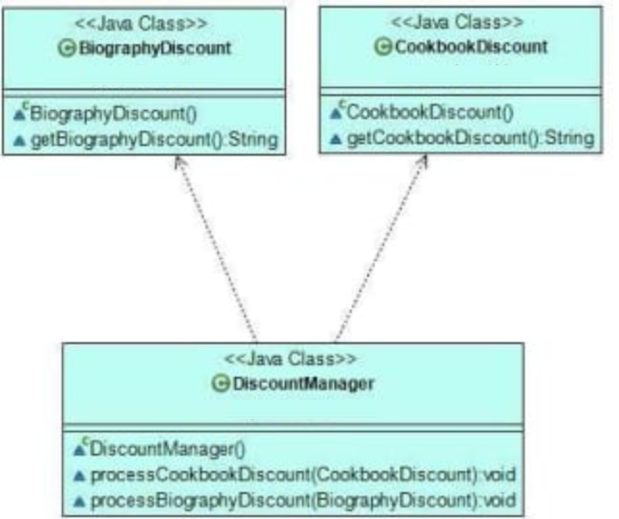 <<Java Class>>
BiographyDiscount
BiographyDiscount()
getBiographyDiscount():String
<<Java Class>>
CookbookDiscount
CookbookDiscount()
getCookbookDiscount():String
<<Java Class>>
DiscountManager
DiscountManager()
processCookbookDiscount(CookbookDiscount):void
processBiographyDiscount(BiographyDiscount):void